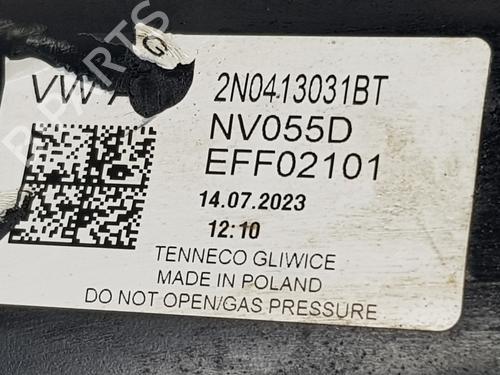 G
VW A 2N0413031BT
NV055D
EFF02101
14.07.2023
12:10
TENNECO GLIWICE
MADE IN POLAND
DO NOT OPEN/GAS PRESSURE
PARTS